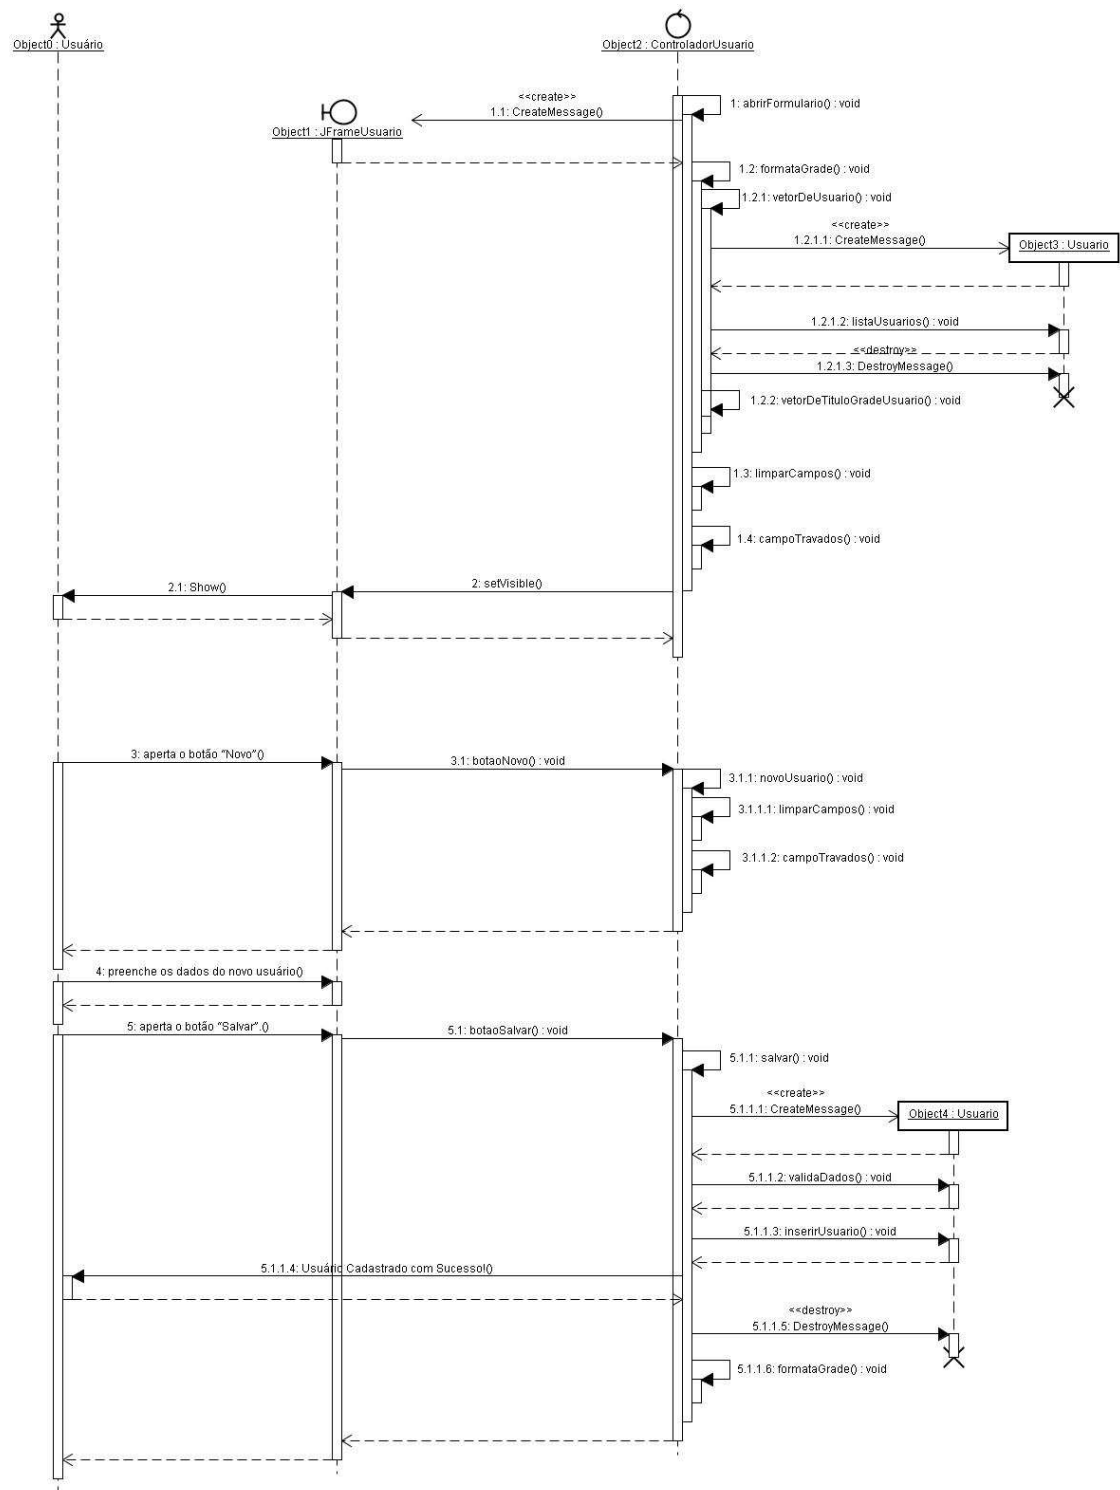 Object0 : Usuário
Object2 : ControladorUsuario
<<create>>
1: abrirFormulario() : void
1.1: CreateMessage()
Object1 : JFrameUsuario
1.2: formataGrade() : void
1.2.1: vetorDeUsuario() : void
<<create>>
1.2.1.1: CreateMessage()
Object3 : Usuario
1.2.1.2: listaUsuarios() : void
<<destroy>>
1.2.1.3: DestroyMessage()
1.2.2: vetorDeTituloGradeUsuario() : void
1.3: limparCampos() : void
1.4: campoTravados() : void
2.1: Show()
2: setVisible()
3: aperta o botão "Novo"()
3.1: botaoNovo() : void
3.1.1: novoUsuario() : void
3.1.1.1: limparCampos() : void
3.1.1.2: campoTravados() : void
4: preenche os dados do novo usuário()
5: aperta o botão "Salvar".()
5.1: botaoSalvar() : void
5.1.1: salvar() : void
<<create>>
5.1.1.1: CreateMessage()
Object4 : Usuario
5.1.1.2: validaDados() : void
5.1.1.3: inserirUsuario() : void
5.1.1.4: Usuário Cadastrado com Sucesso!()
<<destroy>>
5.1.1.5: DestroyMessage()
5.1.1.6: formataGrade() : void